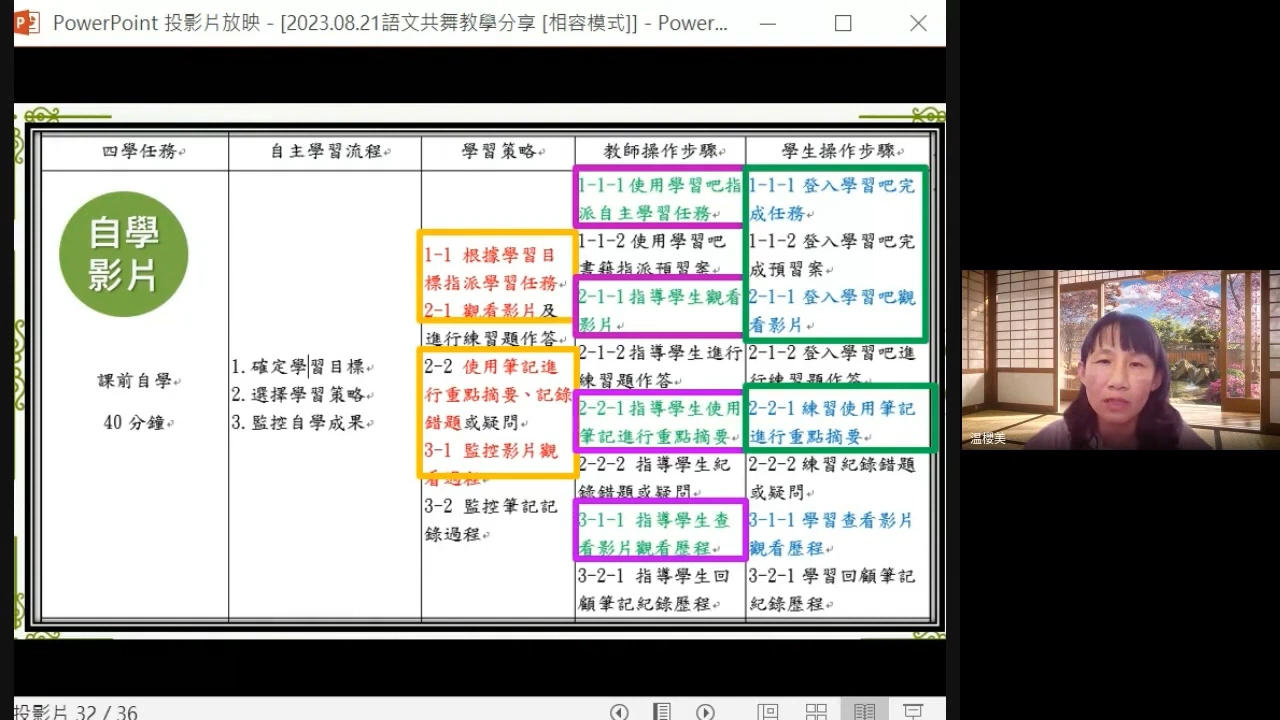 PowerPoint 投影片放映 - [2023.08.21語文共舞教學分享 [相容模式]] - Power...
四學任務
自主學習流程
學習策略
教師操作步驟
學生操作步驟
自學
影片
課前自學
40 分鐘
1. 確定學習目標
2. 選擇學習策略
3. 監控自學成果
1-1 根據學習目
標指派學習任務
2-1 觀看影片及
進行練習題作答
2-2 使用筆記進
行重點摘要、記錄
錯題或疑問
3-1 監控影片觀
看過程
3-2 監控筆記記
錄過程
1-1-1 使用學習吧指
派自主學習任務
1-1-2 使用學習吧
書籍指派預習案
2-1-1 指導學生觀看
影片
2-1-2 指導學生進行
練習題作答
2-2-1 指導學生使用
筆記進行重點摘要
2-2-2 指導學生紀
錄錯題或疑問
3-1-1 指導學生查
看影片觀看歷程
3-2-1 指導學生回
顧筆記紀錄歷程
1-1-1 登入學習吧完
成任務
1-1-2 登入學習吧完
成預習案
2-1-1 登入學習吧觀
看影片
2-1-2 登入學習吧進
行練習題作答
2-2-1 練習使用筆記
進行重點摘要
2-2-2 練習紀錄錯題
或疑問
3-1-1 學習查看影片
觀看歷程
3-2-1 學習回顧筆記
紀錄歷程
温櫻美
投影片 32 / 36